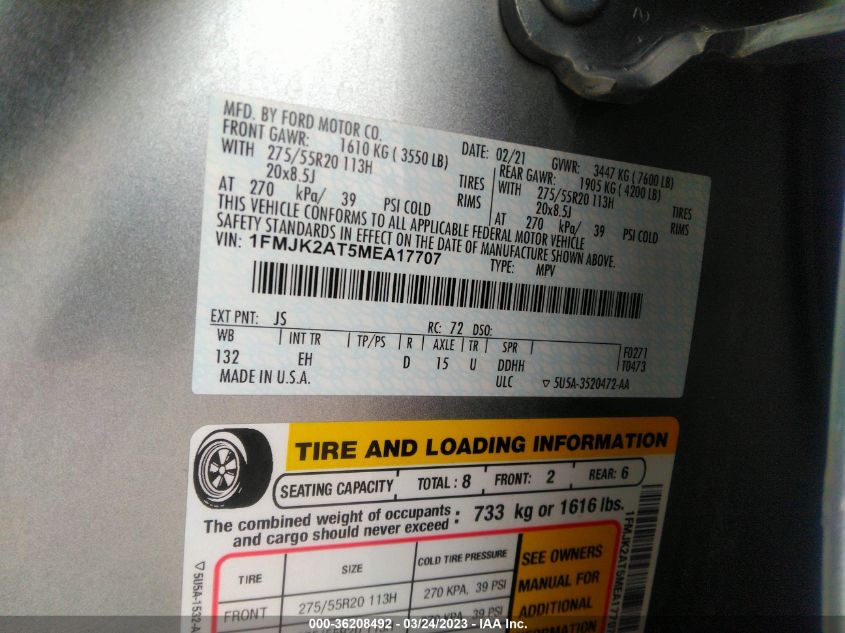 MFD. BY FORD MOTOR CO.
DATE: 02/21 GVWR: 3447 KG (7600 LB)
FRONT GAWR: 1610 KG (3550 LB)
REAR GAWR: 1905 KG (4200 LB)
WITH 275/55R20 113H TIRES
WITH 275/55R20 113H TIRES
20x8.5J RIMS
20x8.5J RIMS
AT 270 kPa/ 39 PSI COLD
AT 270 kPa/ 39 PSI COLD
THIS VEHICLE CONFORMS TO ALL APPLICABLE FEDERAL MOTOR VEHICLE
SAFETY STANDARDS IN EFFECT ON THE DATE OF MANUFACTURE SHOWN ABOVE.
VIN: 1FMJK2AT5MEA17707
TYPE: MPV
EXT PNT: JS RC: 72 DSO:
WB INT TR TP/PS R AXLE TR SPR F0271
132 EH D 15 U DDHH T0473
MADE IN U.S.A. ULC ▽ 5U5A-3520472-AA
TIRE AND LOADING INFORMATION
SEATING CAPACITY TOTAL : 8 FRONT: 2 REAR: 6
The combined weight of occupants
and cargo should never exceed : 733 kg or 1616 lbs.
TIRE SIZE COLD TIRE PRESSURE
FRONT 275/55R20 113H 270 KPA, 39 PSI
SEE OWNERS
MANUAL FOR
ADDITIONAL
INFORMATION
1FMJK2AT5MEA17707
000-36208492 - 03/24/2023 - IAA Inc.